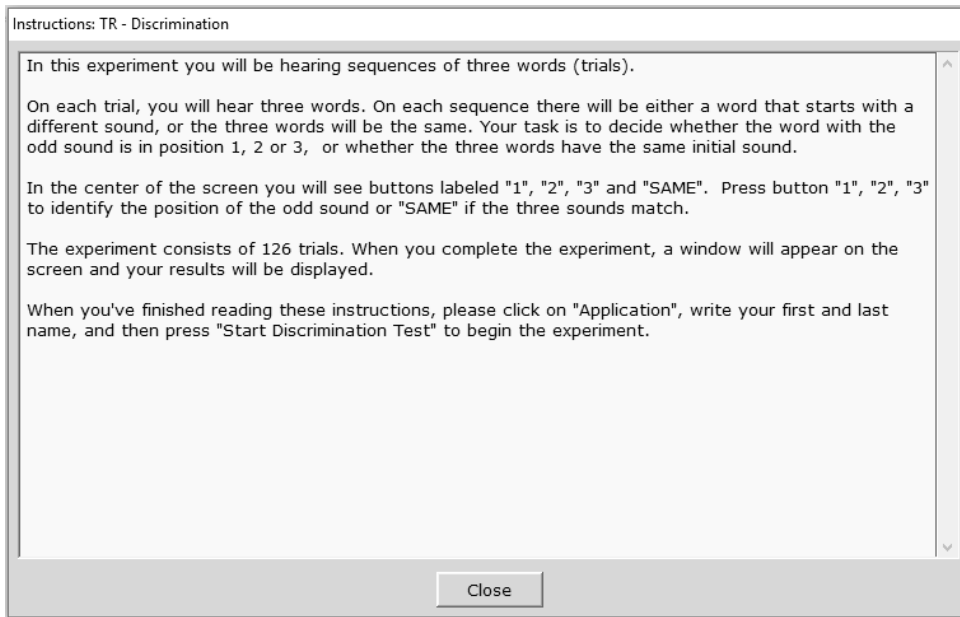 Instructions: TR - Discrimination
In this experiment you will be hearing sequences of three words (trials).
On each trial, you will hear three words. On each sequence there will be either a word that starts with a
different sound, or the three words will be the same. Your task is to decide whether the word with the
odd sound is in position 1, 2 or 3,  or whether the three words have the same initial sound.
In the center of the screen you will see buttons labeled "1", "2", "3" and "SAME".  Press button "1", "2", "3"
to identify the position of the odd sound or "SAME" if the three sounds match.
The experiment consists of 126 trials. When you complete the experiment, a window will appear on the
screen and your results will be displayed.
When you've finished reading these instructions, please click on "Application", write your first and last
name, and then press "Start Discrimination Test" to begin the experiment.
Close